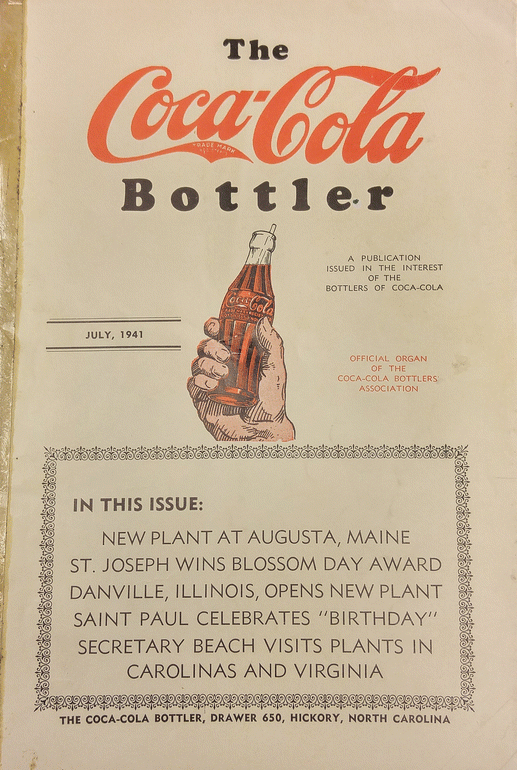 The
Coca-Cola
TRADE MARK
Bottler
A PUBLICATION
ISSUED IN THE INTEREST
OF THE
BOTTLERS OF COCA-COLA
JULY, 1941
Coca-Cola
OFFICIAL ORGAN
OF THE
COCA-COLA BOTTLERS'
ASSOCIATION
IN THIS ISSUE:
NEW PLANT AT AUGUSTA, MAINE
ST. JOSEPH WINS BLOSSOM DAY AWARD
DANVILLE, ILLINOIS, OPENS NEW PLANT
SAINT PAUL CELEBRATES "BIRTHDAY"
SECRETARY BEACH VISITS PLANTS IN
CAROLINAS AND VIRGINIA
THE COCA-COLA BOTTLER, DRAWER 650, HICKORY, NORTH CAROLINA